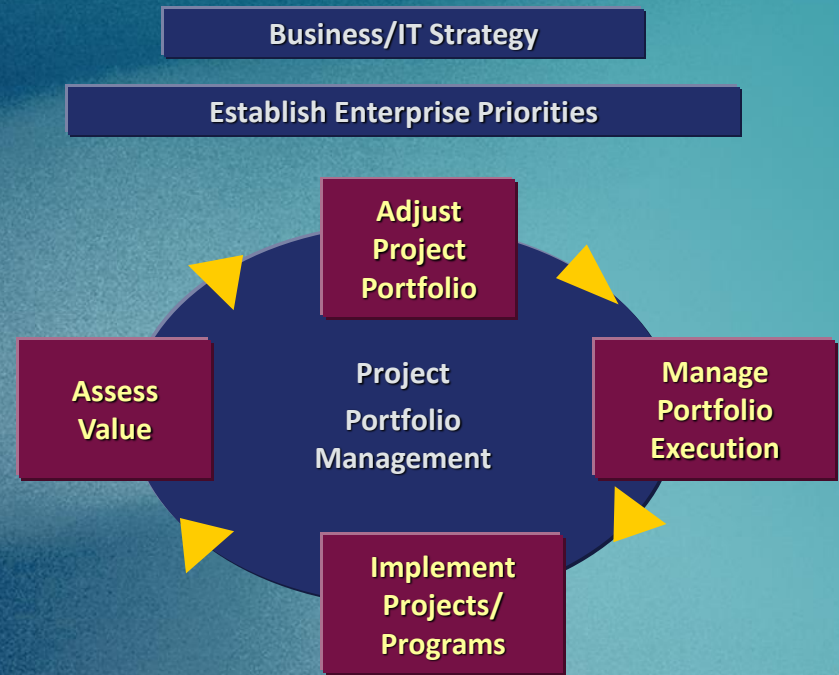 Business/IT Strategy
Establish Enterprise Priorities
Adjust
Project
Portfolio
Assess
Value
Project
Portfolio
Management
Manage
Portfolio
Execution
Implement
Projects/
Programs